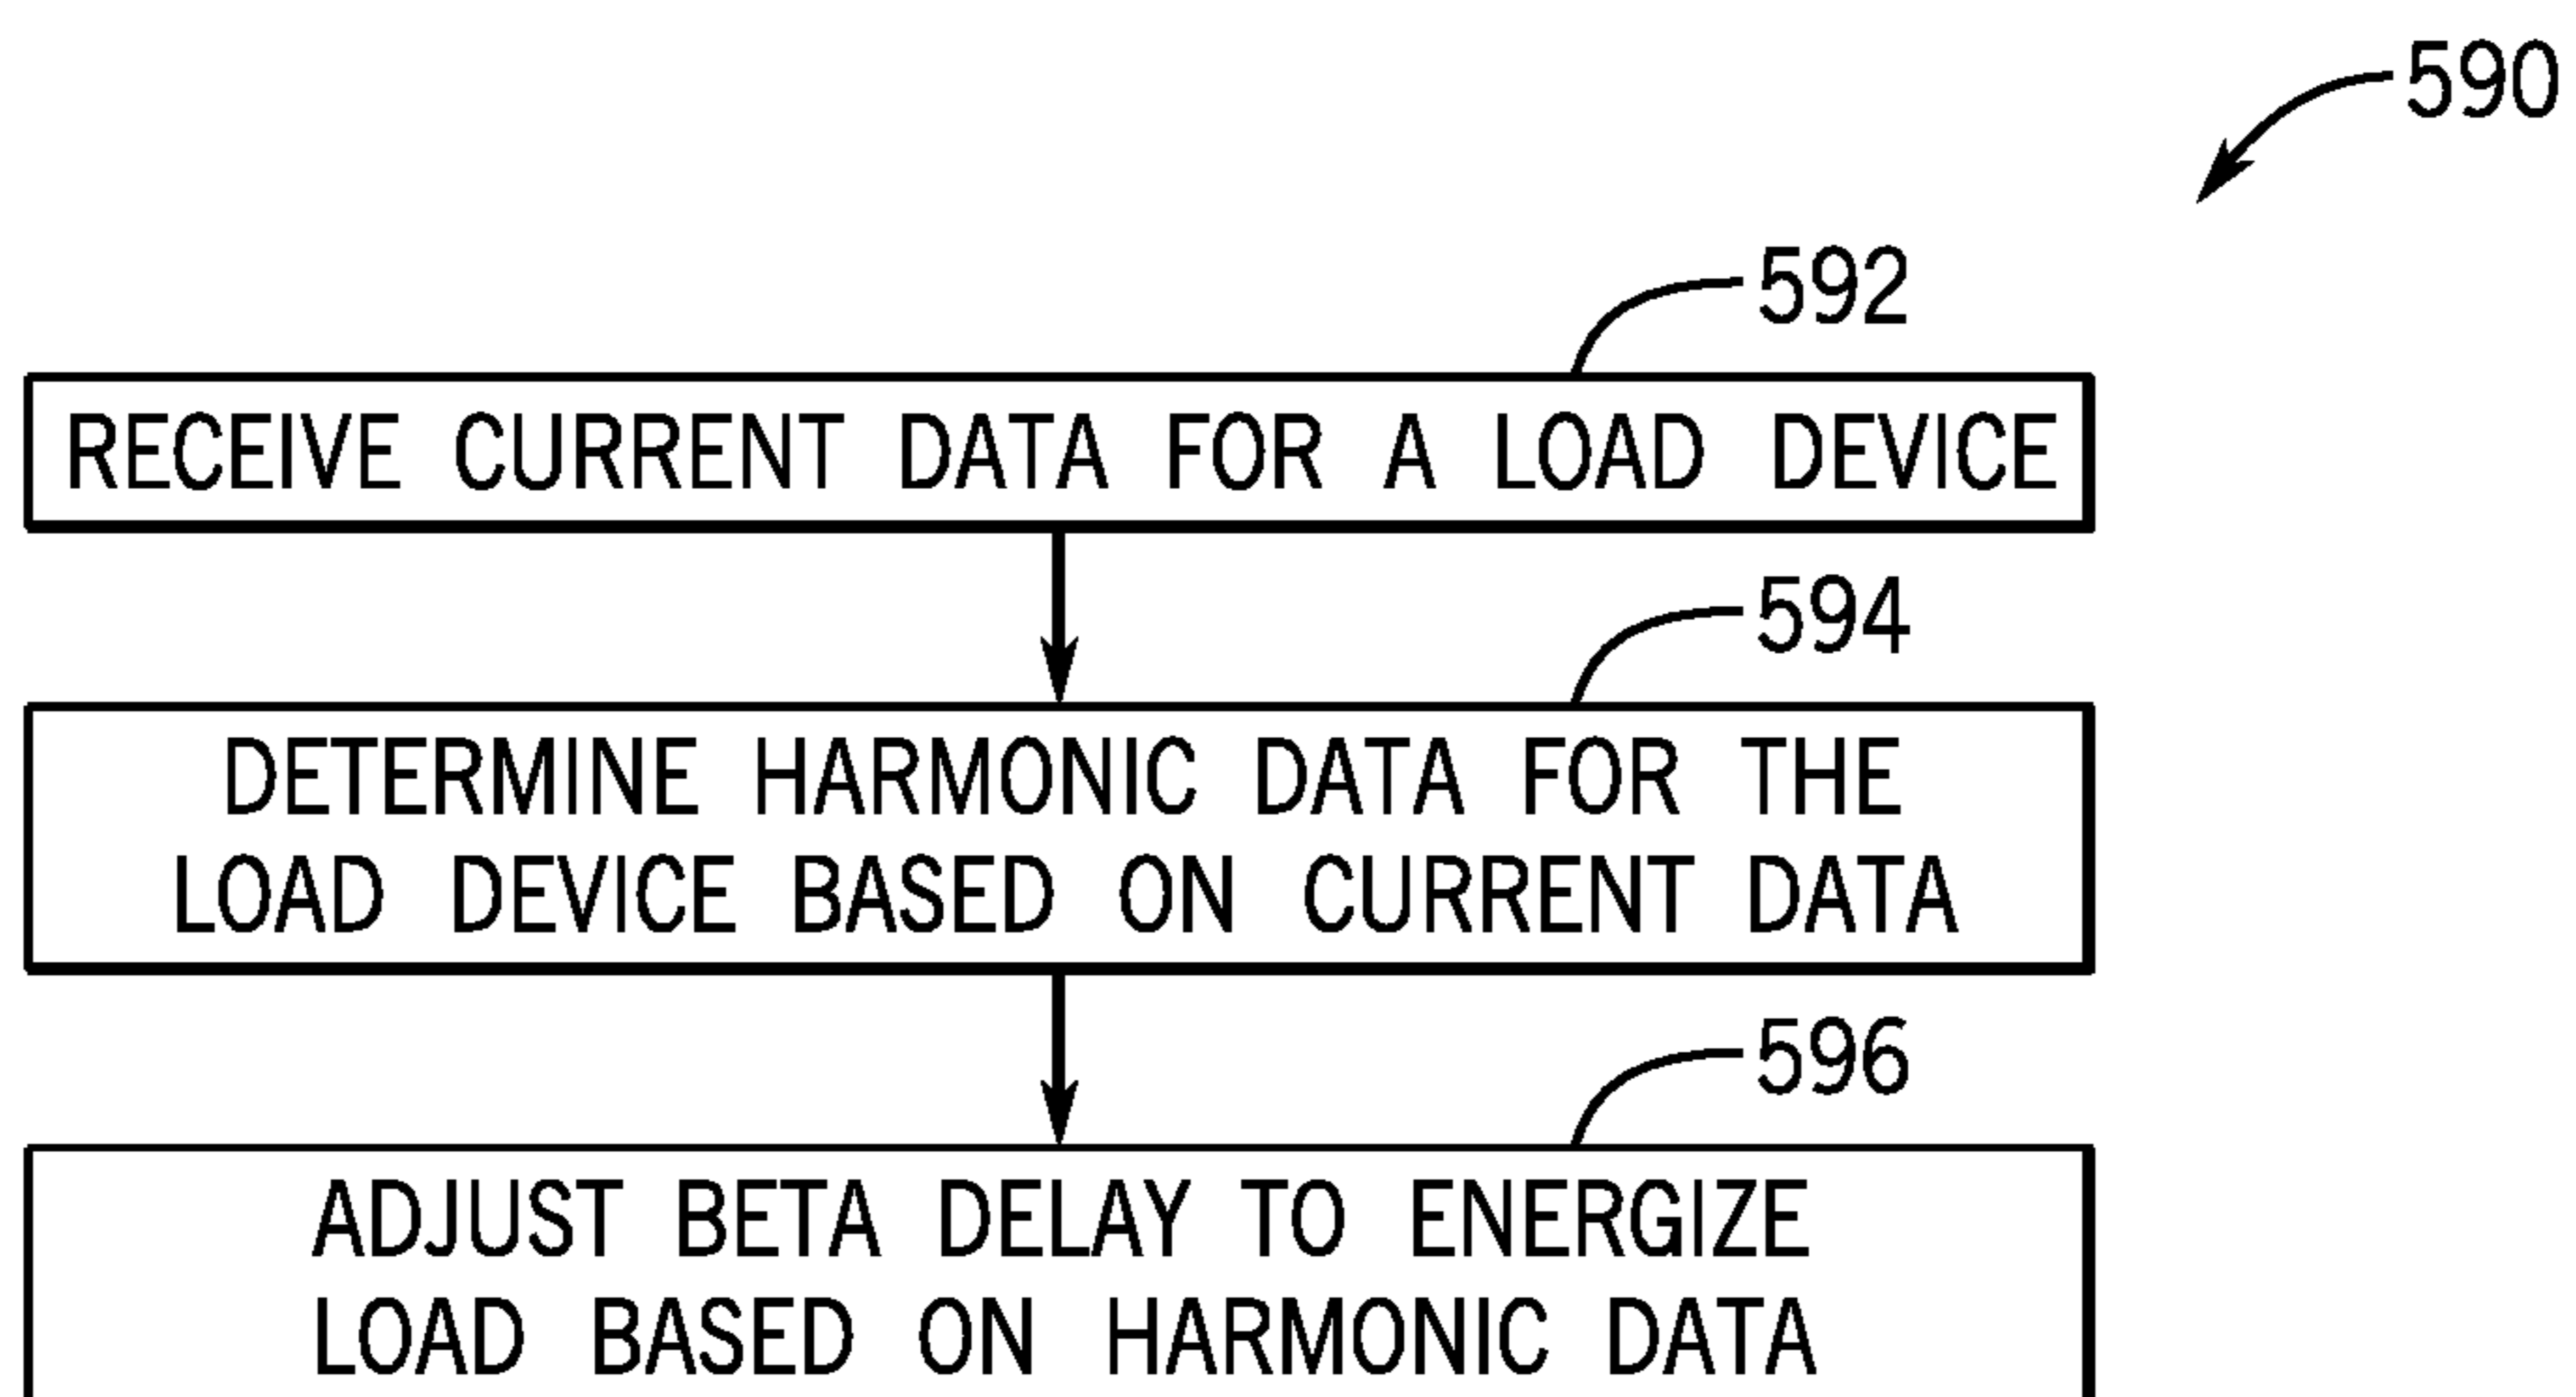 590
592
RECEIVE CURRENT DATA FOR A LOAD DEVICE
594
DETERMINE HARMONIC DATA FOR THE
LOAD DEVICE BASED ON CURRENT DATA
596
ADJUST BETA DELAY TO ENERGIZE
LOAD BASED ON HARMONIC DATA